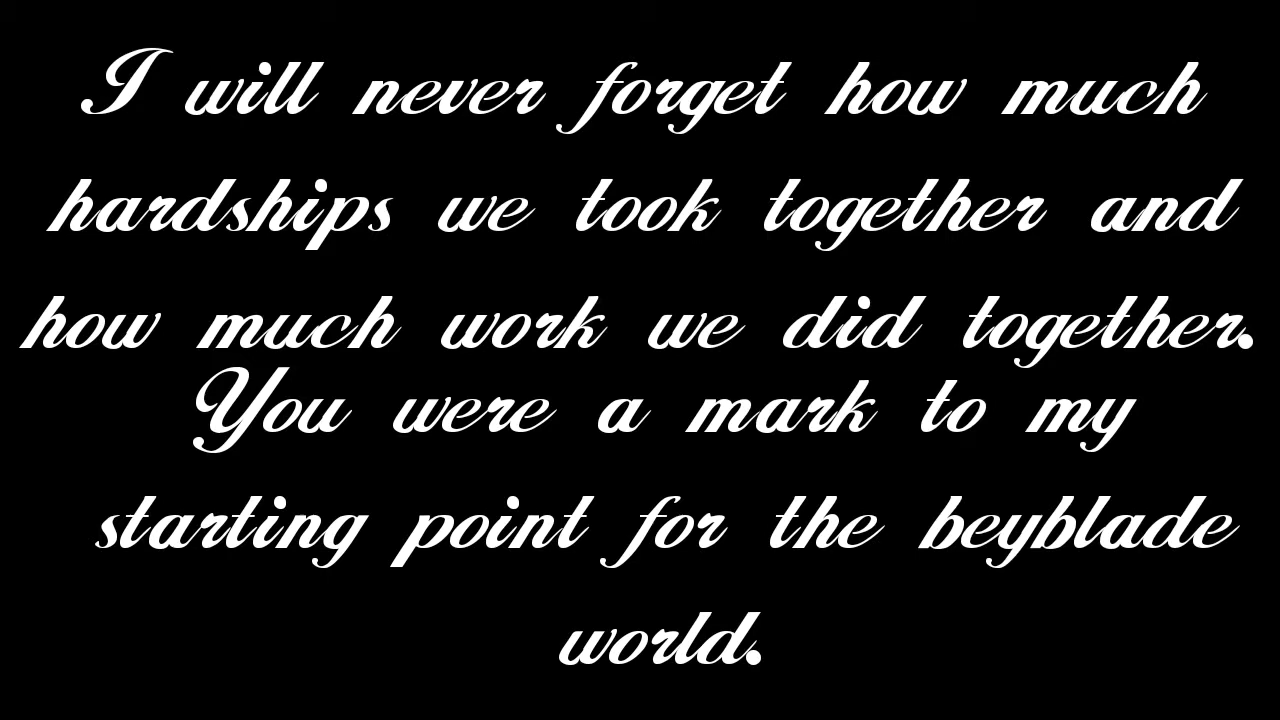 I will never forget how much
hardships we took together and
how much work we did together.
You were a mark to my
starting point for the beyblade
world.